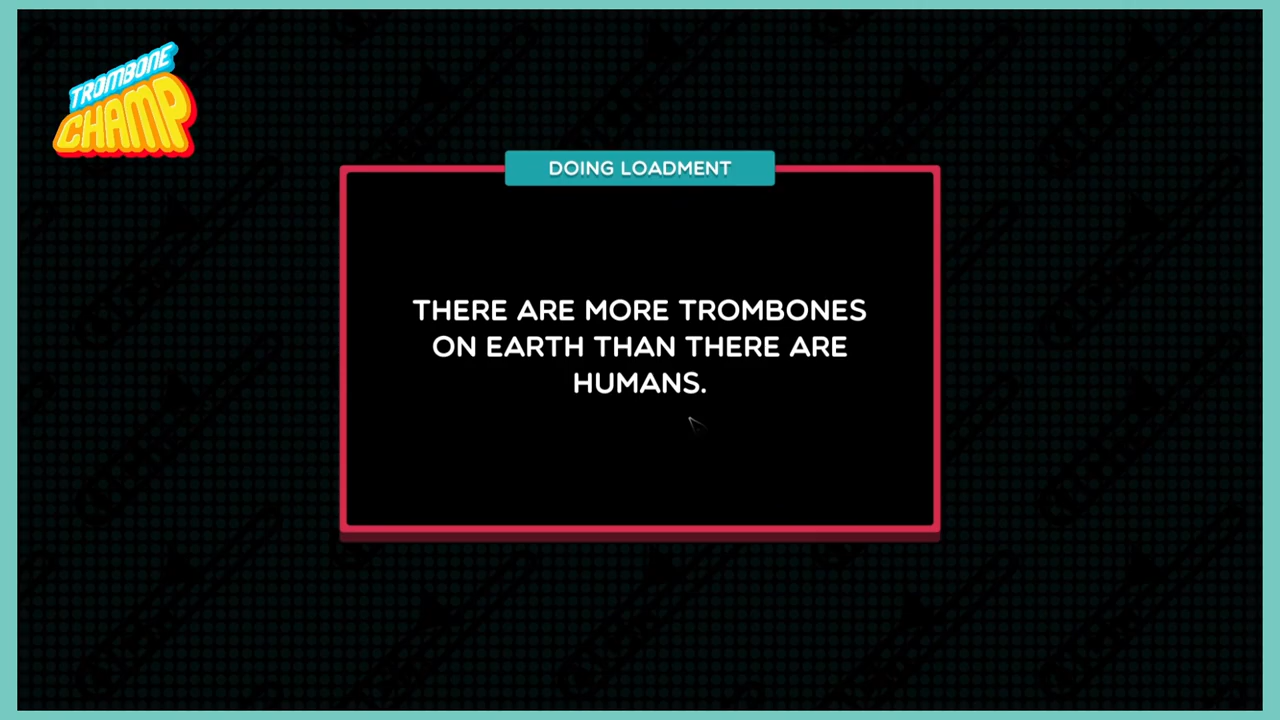 TROMBONE
CHAMP
DOING LOADMENT
THERE ARE MORE TROMBONES
ON EARTH THAN THERE ARE
HUMANS.